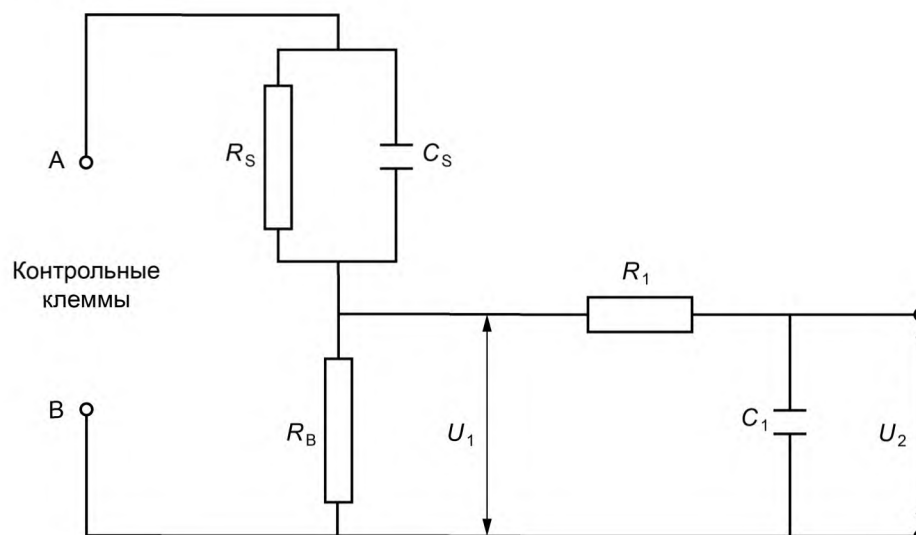 A
R_S
C_S
Контрольные
клеммы
R_1
B
R_B
U_1
C_1
U_2